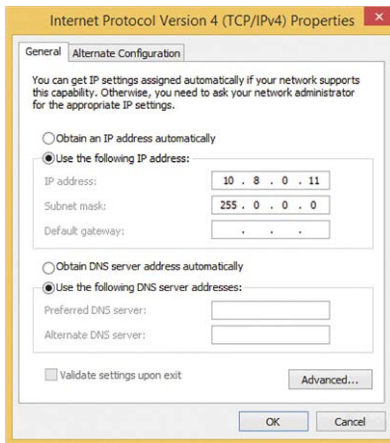 Internet Protocol Version 4 (TCP/IPv4) Properties
×
General
Alternate Configuration
You can get IP settings assigned automatically if your network supports
this capability. Otherwise, you need to ask your network administrator
for the appropriate IP settings.
Obtain an IP address automatically
Use the following IP address:
IP address: 10 . 8 . 0 . 11
Subnet mask: 255 . 0 . 0 . 0
Default gateway: . . .
Obtain DNS server address automatically
Use the following DNS server addresses:
Preferred DNS server:
Alternate DNS server:
Validate settings upon exit
Advanced...
OK
Cancel